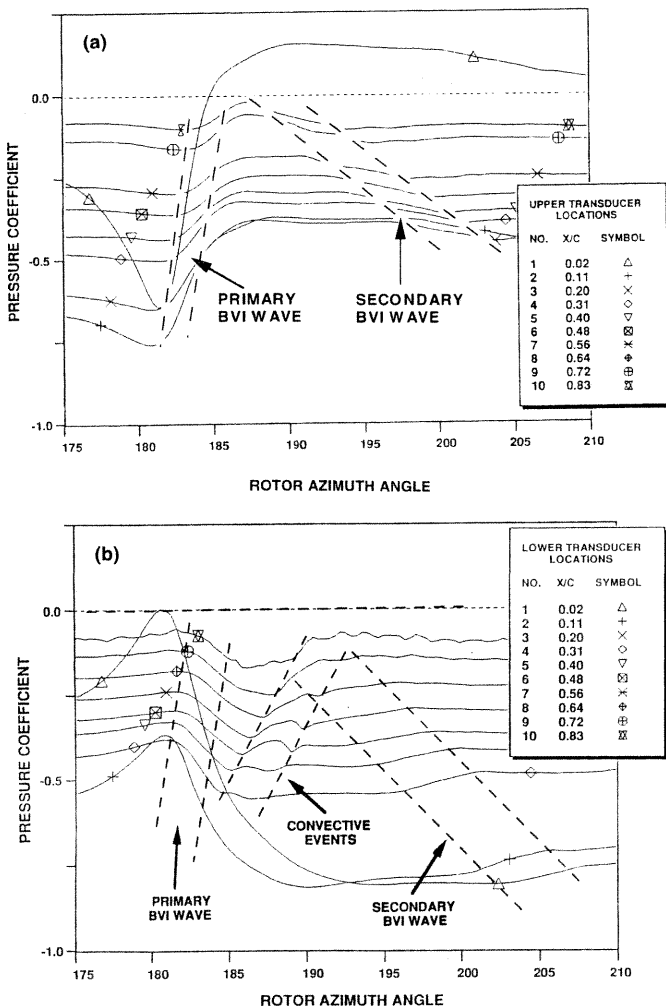 (a)
0.0
-0.5
-1.0
PRESSURE COEFFICIENT
PRIMARY
BVI WAVE
SECONDARY
BVI WAVE
UPPER TRANSDUCER
LOCATIONS
NO. X/C SYMBOL
1 0.02
2 0.11
3 0.20
4 0.31
5 0.40
6 0.48
7 0.56
8 0.64
9 0.72
10 0.83
175 180 185 190 195 200 205 210
ROTOR AZIMUTH ANGLE
(b)
0.0
-0.5
-1.0
PRESSURE COEFFICIENT
LOWER TRANSDUCER
LOCATIONS
NO. X/C SYMBOL
1 0.02
2 0.11
3 0.20
4 0.31
5 0.40
6 0.48
7 0.56
8 0.64
9 0.72
10 0.83
CONVECTIVE
EVENTS
PRIMARY
BVI WAVE
SECONDARY
BVI WAVE
175 180 185 190 195 200 205 210
ROTOR AZIMUTH ANGLE